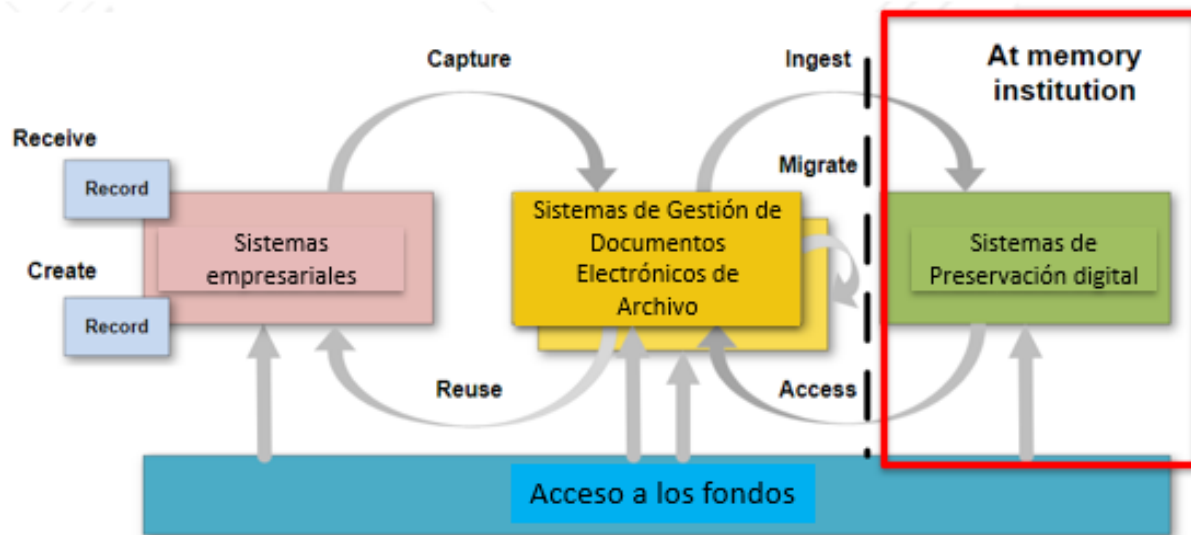 Capture
Ingest
At memory
institution
Receive
Record
Migrate
Sistemas
empresariales
Sistemas de Gestión de
Documentos
Electrónicos de
Archivo
Sistemas de
Preservación digital
Create
Record
Reuse
Access
Acceso a los fondos